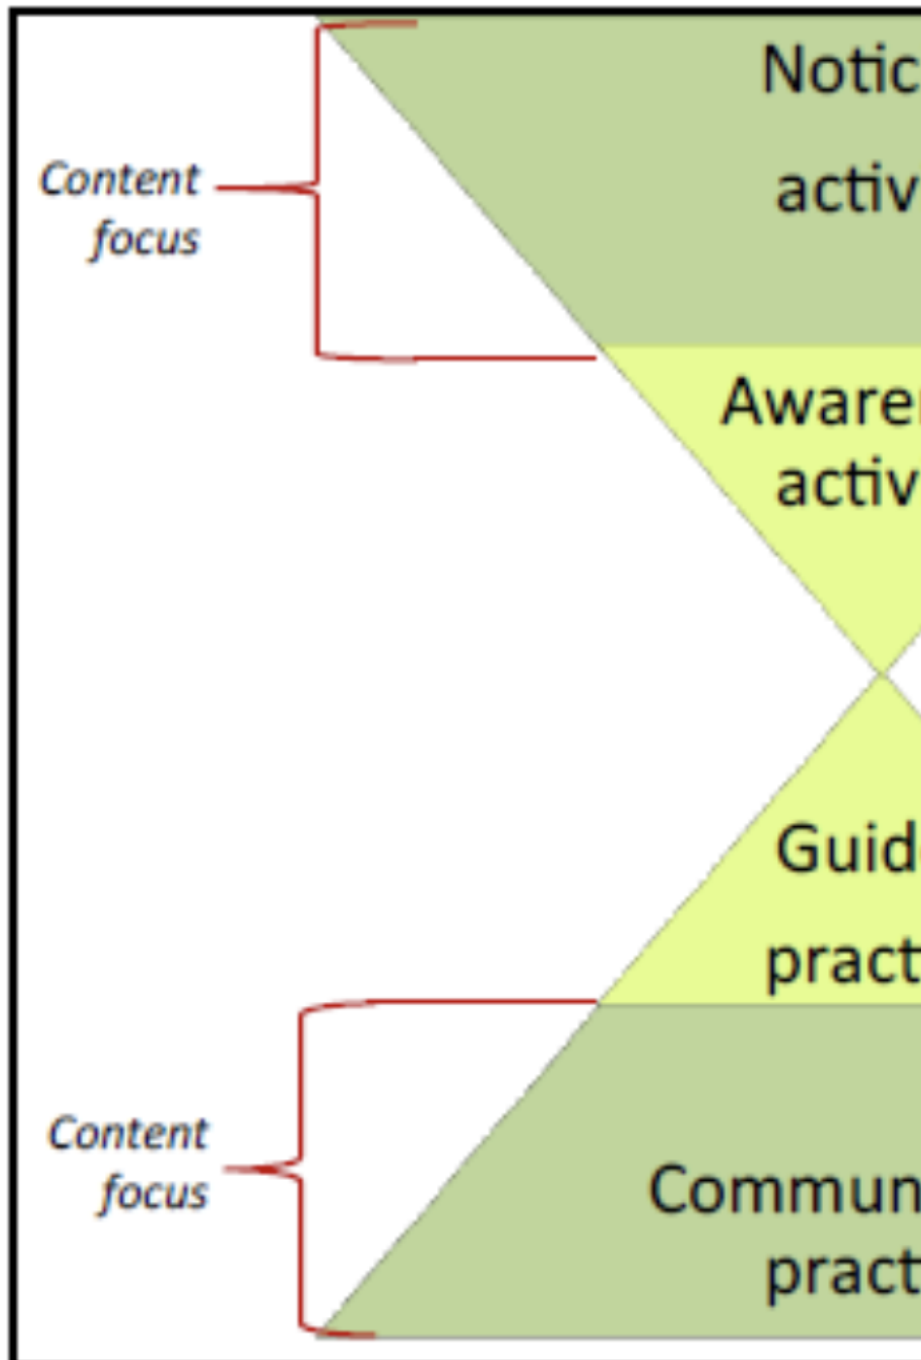 Notic
activ
Content
focus
Awarer
activ
Guid
pract
Content
focus
Commun
pract